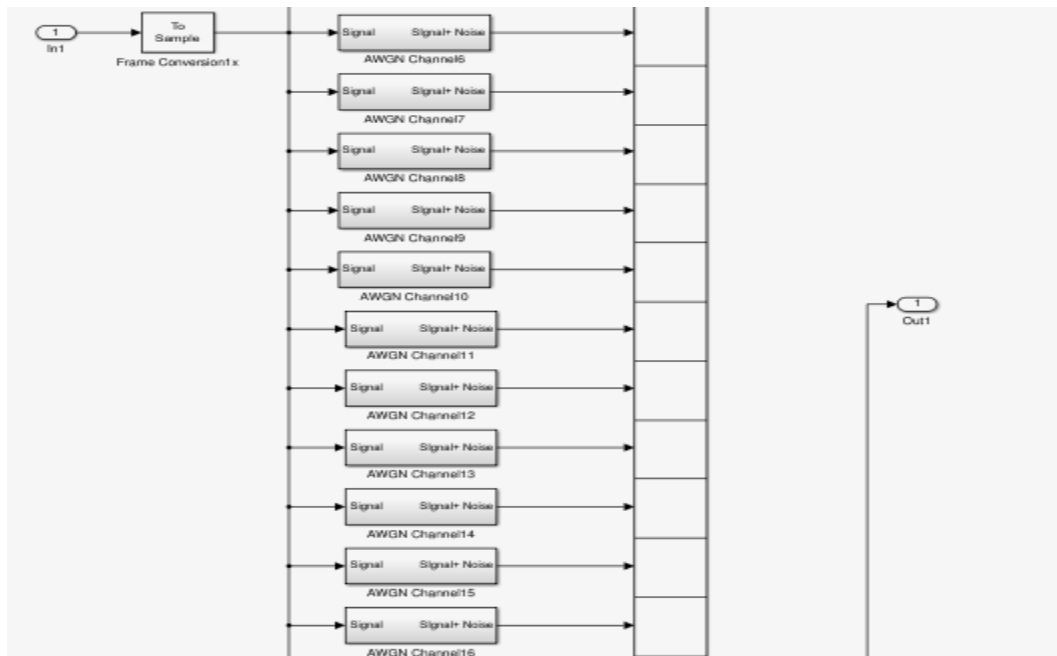 1
In1
To
Sample
Frame Conversion1x
Signal SIgnal+ Noise
AWGN Channel6
Signal SIgnal+ Noise
AWGN Channel7
Signal SIgnal+ Noise
AWGN Channel8
Signal SIgnal+ Noise
AWGN Channel9
Signal SIgnal+ Noise
AWGN Channel10
Signal SIgnal+ Noise
AWGN Channel11
Signal SIgnal+ Noise
AWGN Channel12
Signal SIgnal+ Noise
AWGN Channel13
Signal SIgnal+ Noise
AWGN Channel14
Signal SIgnal+ Noise
AWGN Channel15
Signal SIgnal+ Noise
AWGN Channel16
1
Out1